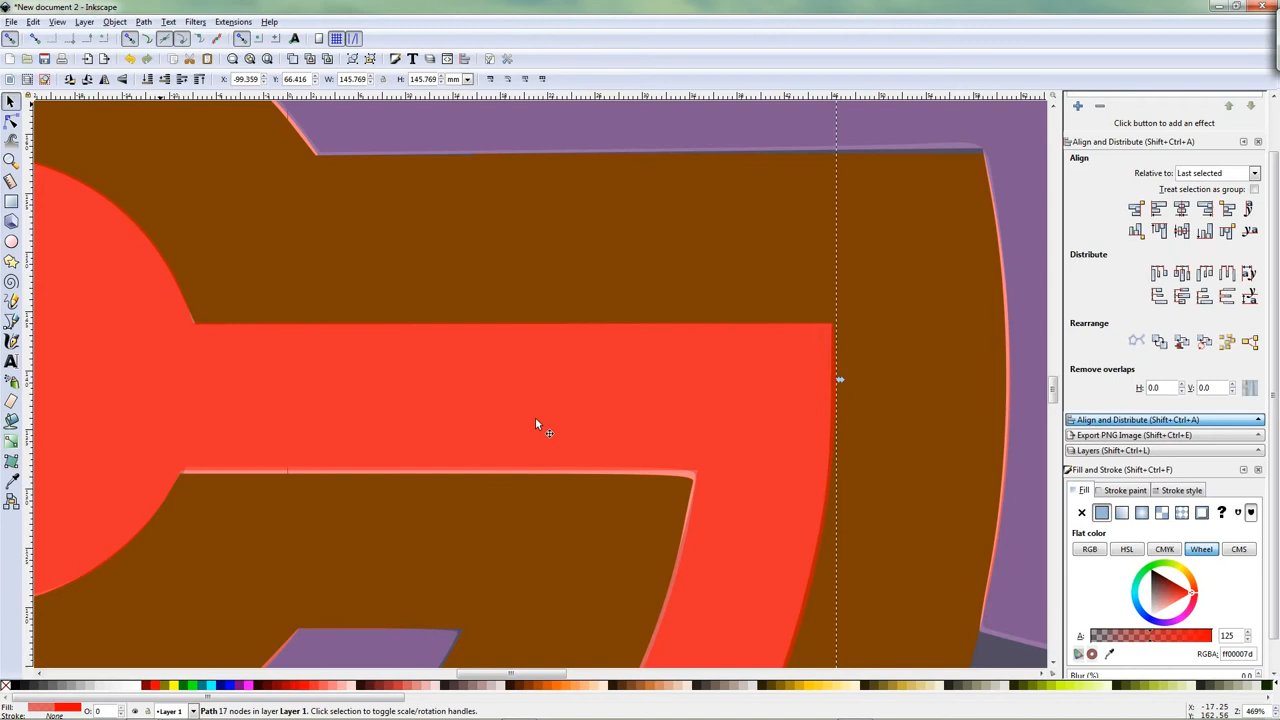 *New document 2 - Inkscape
File Edit View Layer Object Path Text Filters Extensions Help
X: -99.359 Y: 66.416 W: 145.769 H: 145.769 mm
Click button to add an effect
Align and Distribute (Shift+Ctrl+A)
Align
Relative to: Last selected
Treat selection as group:
Distribute
Rearrange
Remove overlaps
H: 0.0 V: 0.0
Align and Distribute (Shift+Ctrl+A)
Export PNG Image (Shift+Ctrl+E)
Layers (Shift+Ctrl+L)
Fill and Stroke (Shift+Ctrl+F)
Fill Stroke paint Stroke style
Flat color
RGB HSL CMYK Wheel CMS
A: 125
RGBA: ff00007d
Blur (%)
Fill:
Stroke: None
O: 0
Layer 1
Path 17 nodes in layer Layer 1. Click selection to toggle scale/rotation handles.
X: -17.25
Y: 162.56
Z: 469%